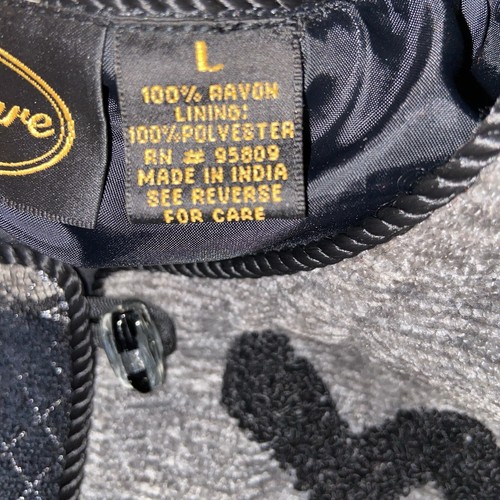 L
100% RAYON
LINING:
100% POLYESTER
RN # 95809
MADE IN INDIA
SEE REVERSE
FOR CARE